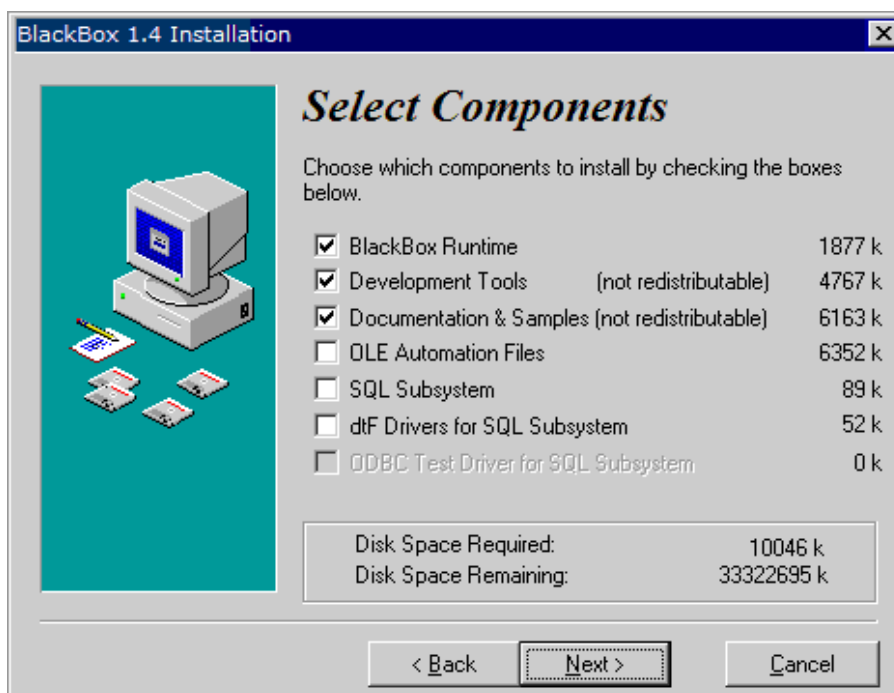 BlackBox 1.4 Installation
Select Components
Choose which components to install by checking the boxes
below.
BlackBox Runtime 1877 k
Development Tools (not redistributable) 4767 k
Documentation & Samples (not redistributable) 6163 k
OLE Automation Files 6352 k
SQL Subsystem 89 k
dtF Drivers for SQL Subsystem 52 k
ODBC Test Driver for SQL Subsystem 0 k
Disk Space Required: 10046 k
Disk Space Remaining: 33322695 k
< Back Next > Cancel